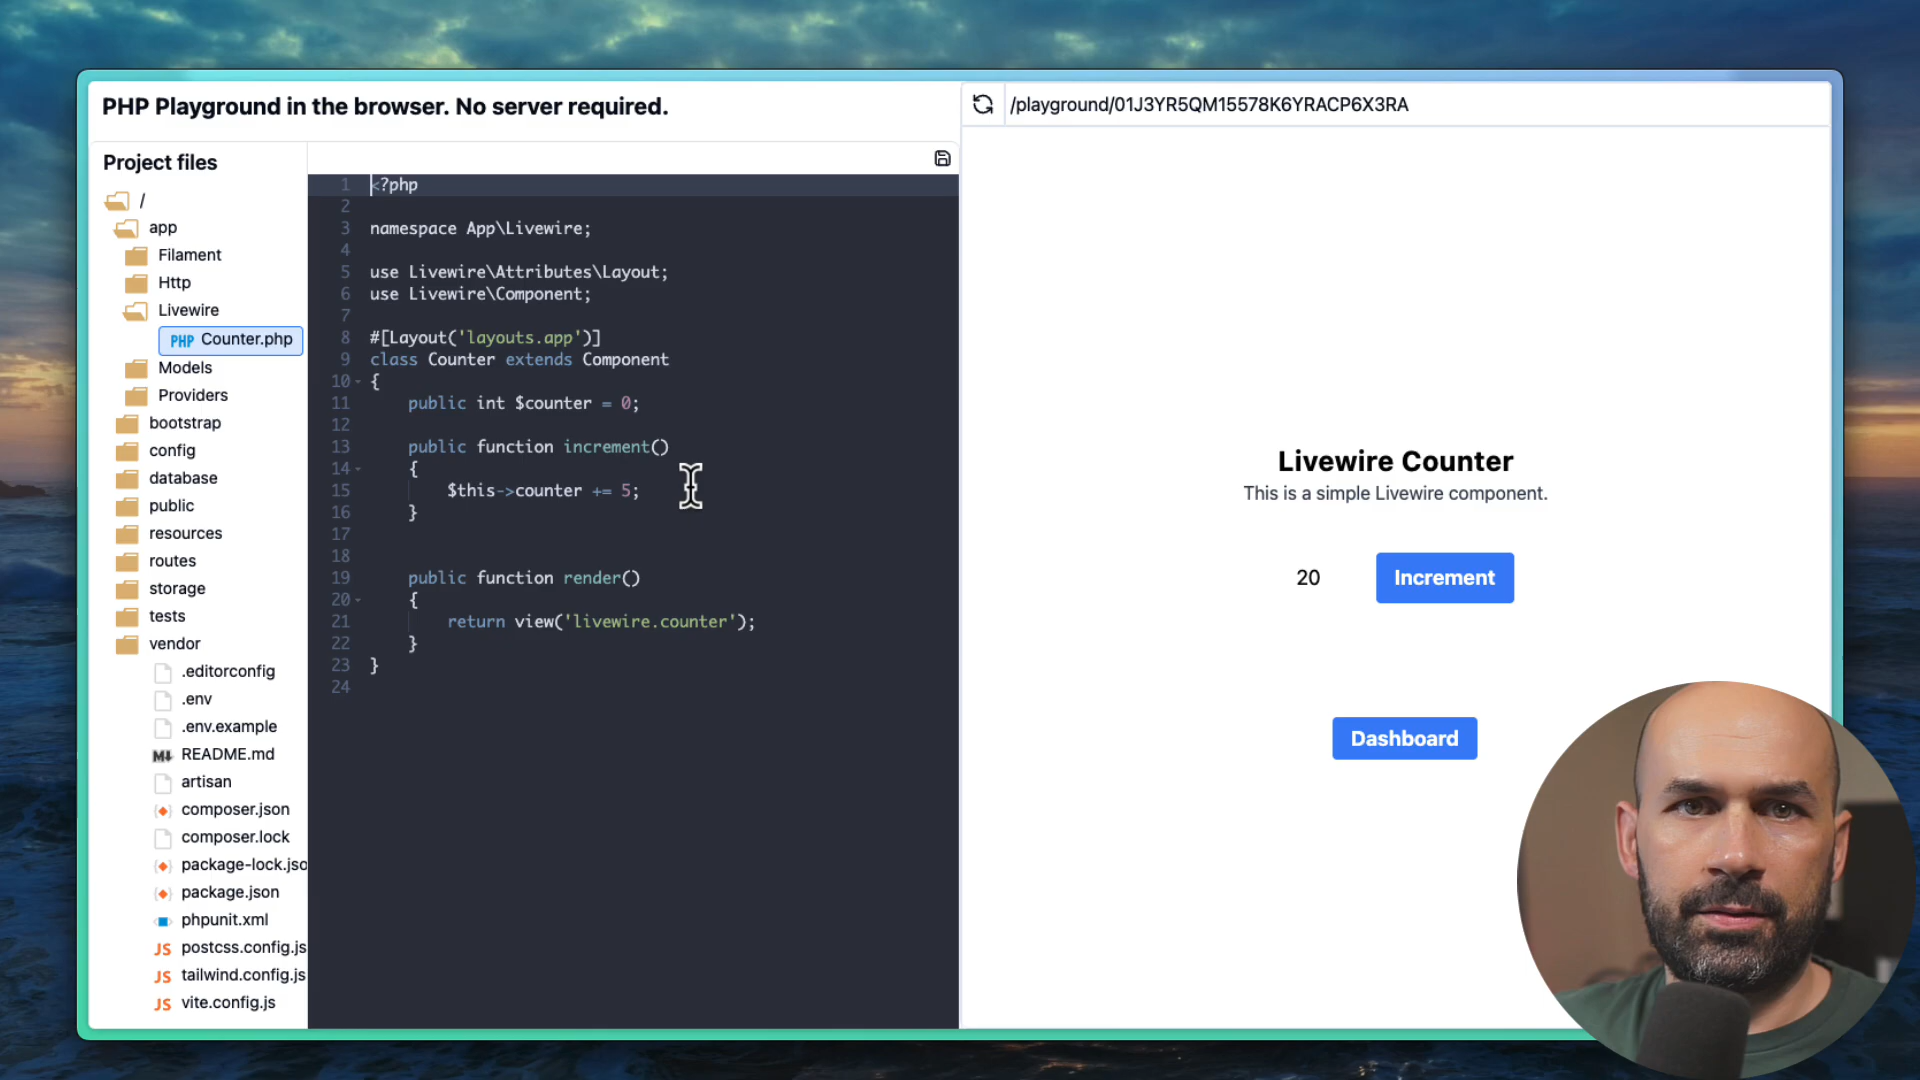 PHP Playground in the browser. No server required.
/playground/01J3YR5QM15578K6YRACP6X3RA
Project files
/
app
Filament
Http
Livewire
PHP Counter.php
Models
Providers
bootstrap
config
database
public
resources
routes
storage
tests
vendor
.editorconfig
.env
.env.example
M↓ README.md
artisan
composer.json
composer.lock
package-lock.jso
package.json
phpunit.xml
JS postcss.config.js
JS tailwind.config.js
JS vite.config.js
1 <?php
2
3 namespace App\Livewire;
4
5 use Livewire\Attributes\Layout;
6 use Livewire\Component;
7
8 #[Layout('layouts.app')]
9 class Counter extends Component
10 {
11 public int $counter = 0;
12
13 public function increment()
14 {
15 $this->counter += 5;
16 }
17
18
19 public function render()
20 {
21 return view('livewire.counter');
22 }
23 }
24
Livewire Counter
This is a simple Livewire component.
20 Increment
Dashboard